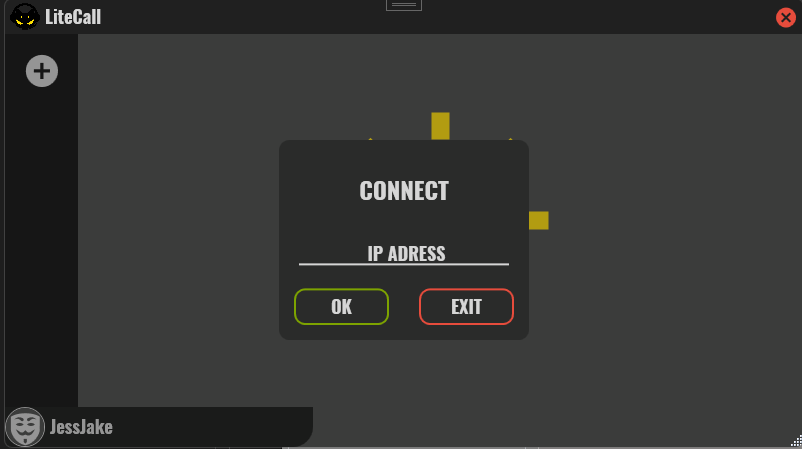 LiteCall
CONNECT
IP ADRESS
OK
EXIT
JessJake